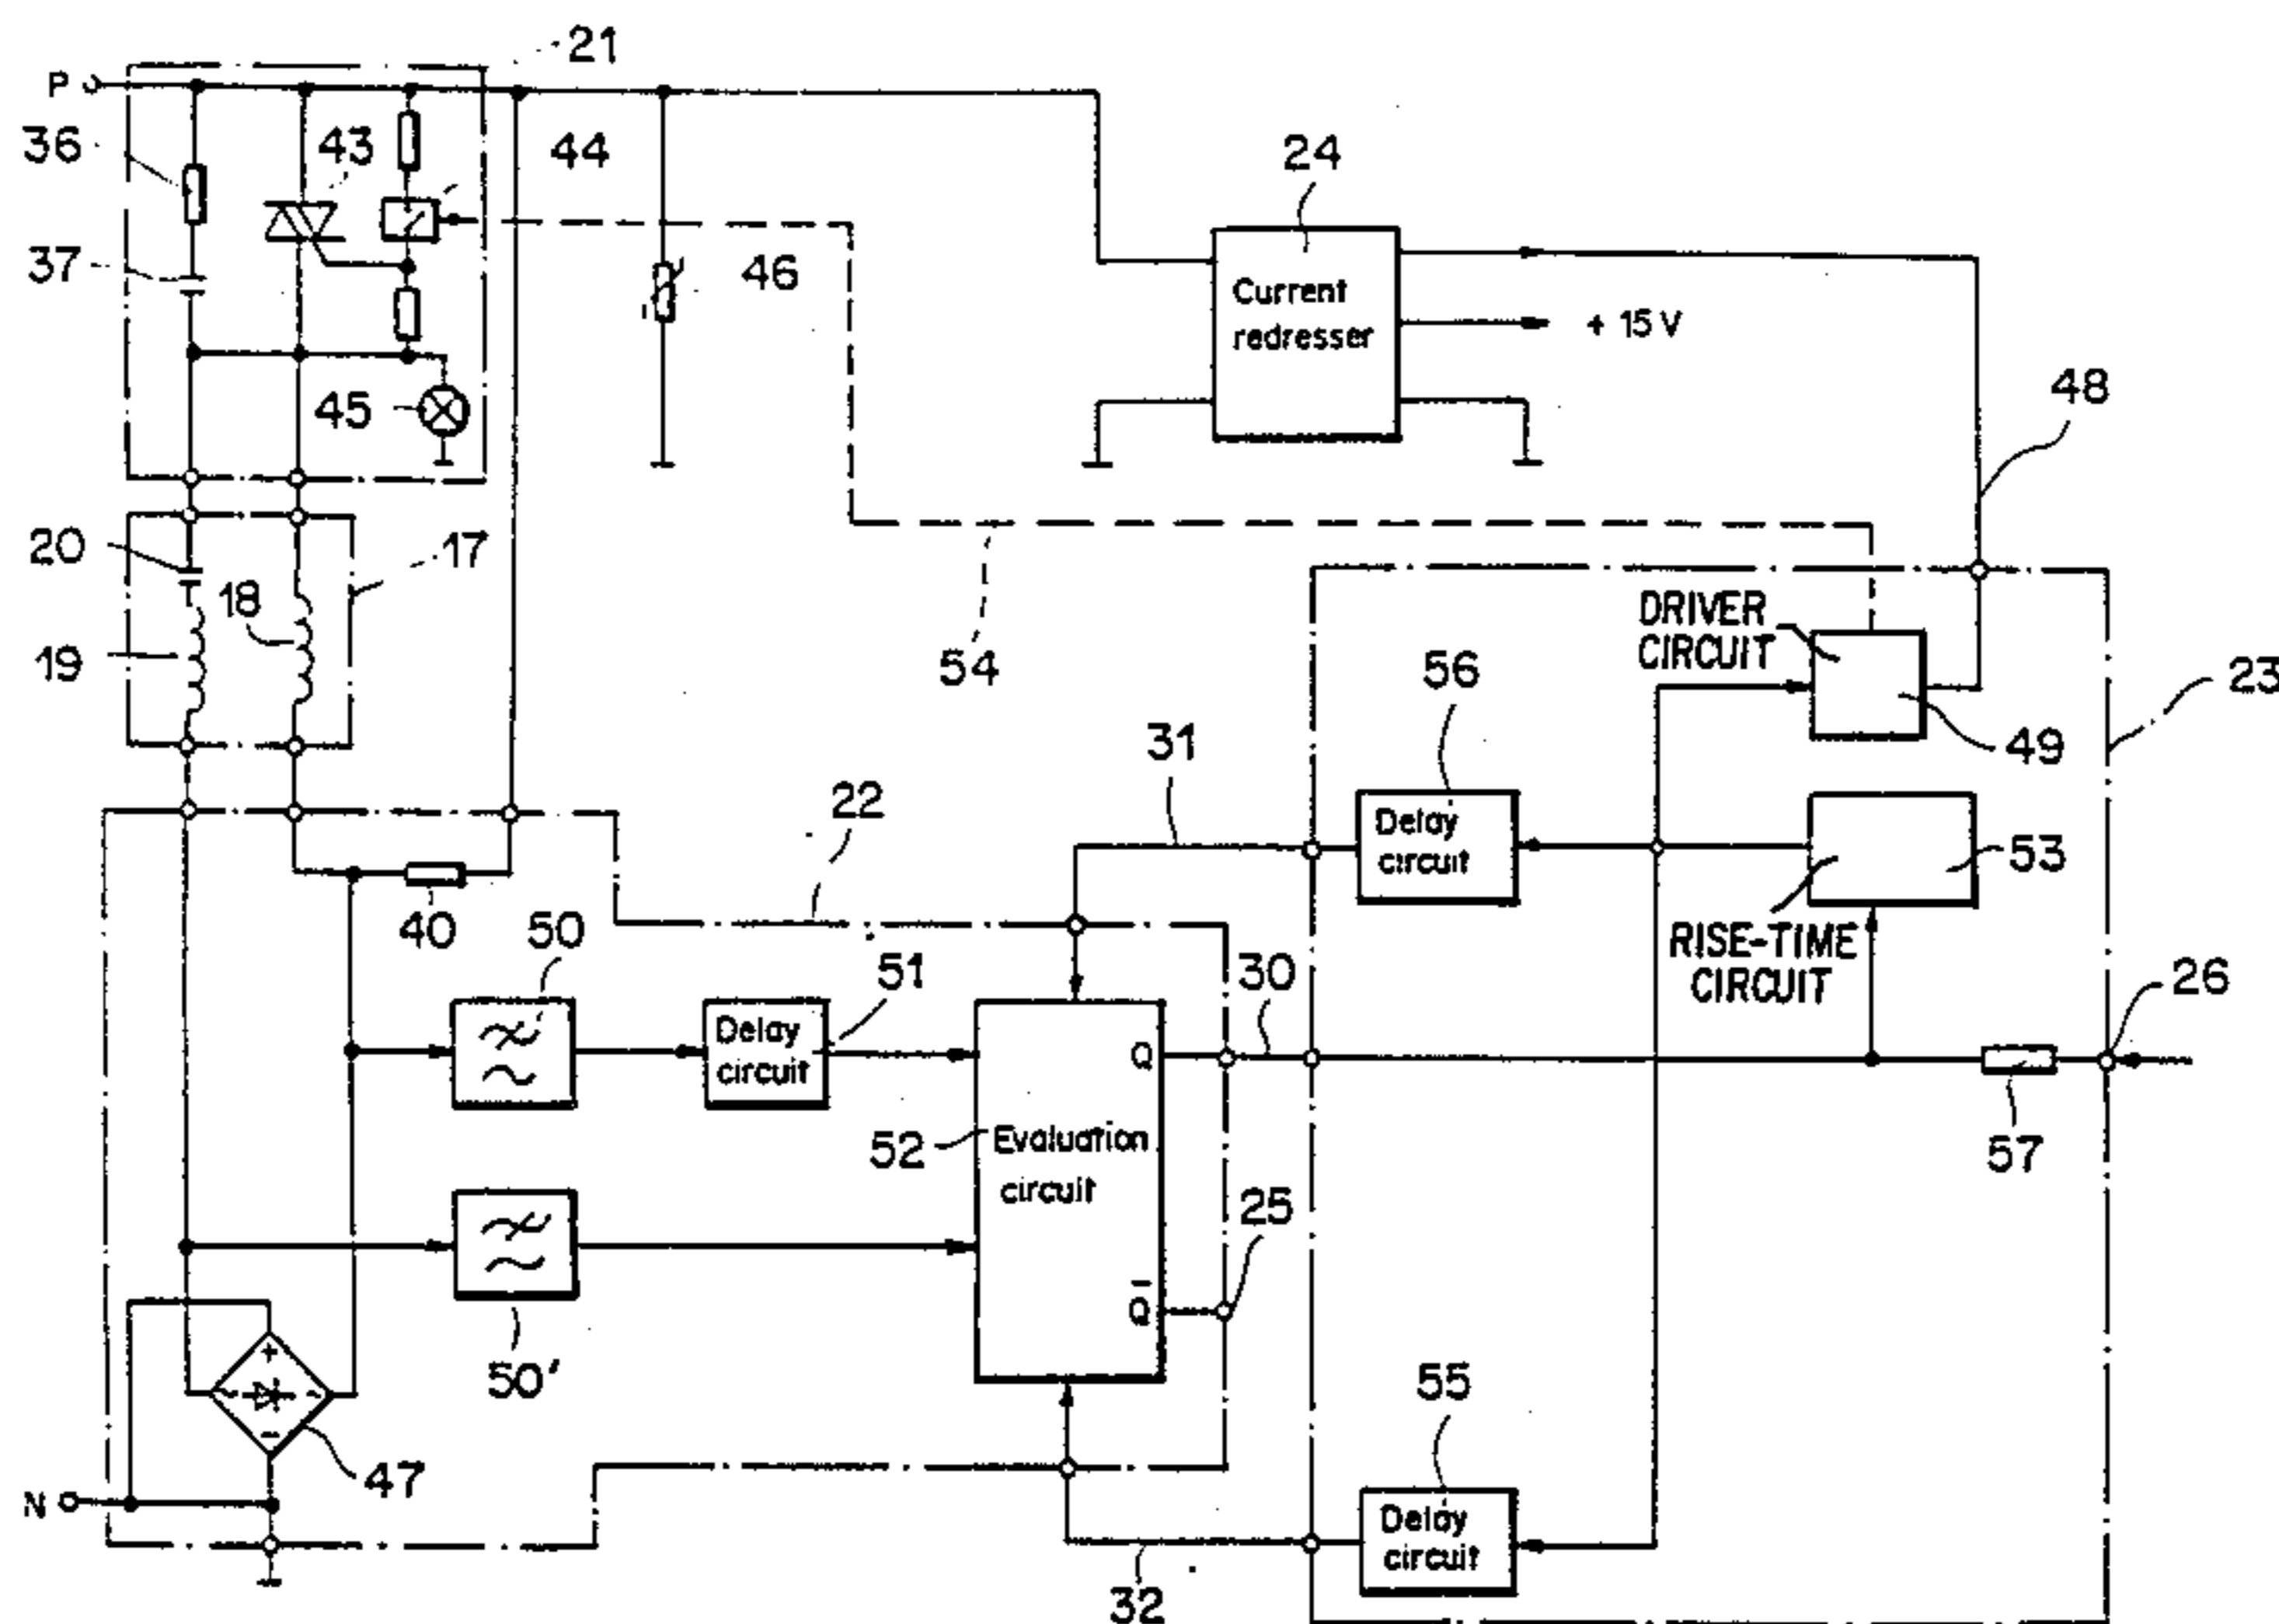 21
P
36
43
44
24
37
46
Current
redresser
+ 15 V
45
48
20
17
18
DRIVER
CIRCUIT
19
54
56
23
31
49
22
Delay
circuit
53
40
50
RISE-TIME
CIRCUIT
51
30
26
Delay
circuit
Q
52
Evaluation
circuit
57
25
Q̅
50'
+
-
47
55
N
Delay
circuit
32